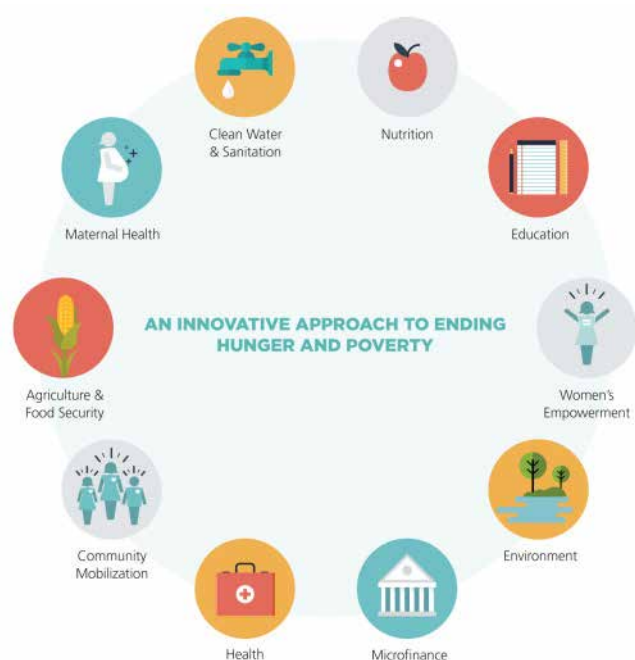 Clean Water
& Sanitation
Nutrition
Maternal Health
Education
AN INNOVATIVE APPROACH TO ENDING
HUNGER AND POVERTY
Agriculture &
Food Security
Women's
Empowerment
Community
Mobilization
Environment
Health
Microfinance